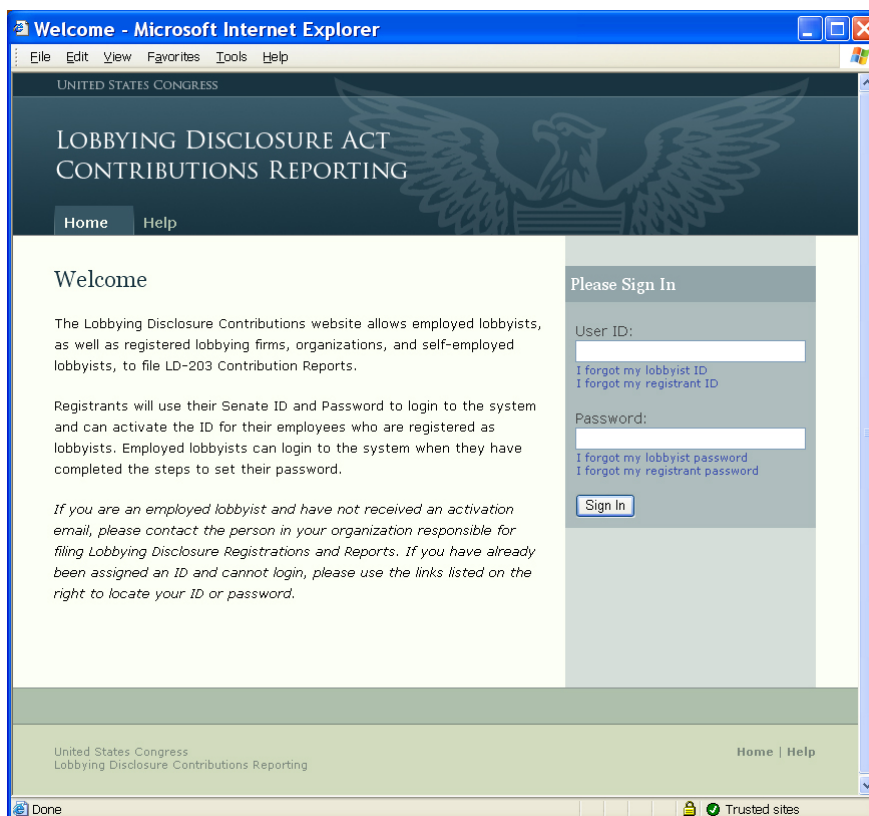 Welcome - Microsoft Internet Explorer
File Edit View Favorites Tools Help
UNITED STATES CONGRESS
LOBBYING DISCLOSURE ACT
CONTRIBUTIONS REPORTING
Home Help
Welcome
The Lobbying Disclosure Contributions website allows employed lobbyists,
as well as registered lobbying firms, organizations, and self-employed
lobbyists, to file LD-203 Contribution Reports.
Registrants will use their Senate ID and Password to login to the system
and can activate the ID for their employees who are registered as
lobbyists. Employed lobbyists can login to the system when they have
completed the steps to set their password.
If you are an employed lobbyist and have not received an activation
email, please contact the person in your organization responsible for
filing Lobbying Disclosure Registrations and Reports. If you have already
been assigned an ID and cannot login, please use the links listed on the
right to locate your ID or password.
Please Sign In
User ID:
I forgot my lobbyist ID
I forgot my registrant ID
Password:
I forgot my lobbyist password
I forgot my registrant password
Sign In
United States Congress
Lobbying Disclosure Contributions Reporting
Home | Help
Done
Trusted sites